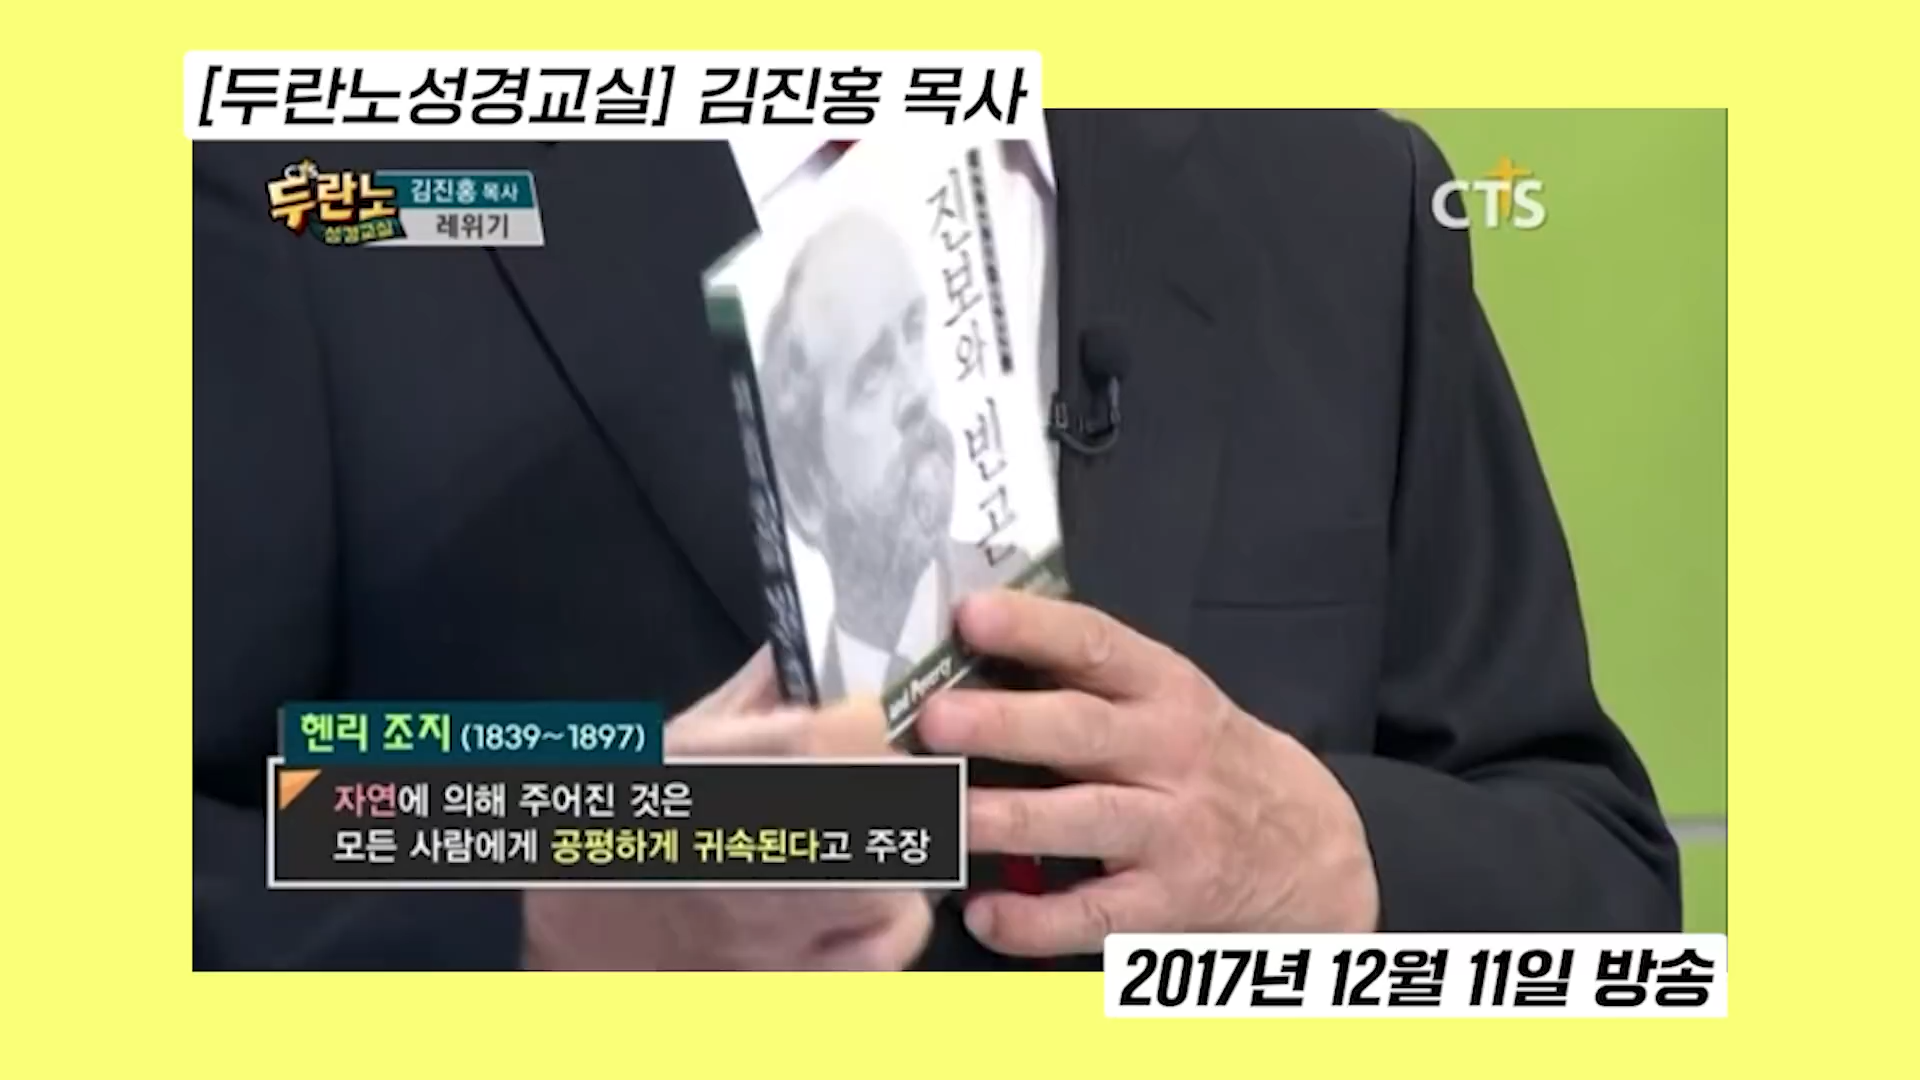 [두란노성경교실] 김진홍 목사
CTS
두란노
성경교실
김진홍 목사
레위기
CTS
진보와 빈곤
and Poverty
헨리 조지 (1839~1897)
자연에 의해 주어진 것은
모든 사람에게 공평하게 귀속된다고 주장
2017년 12월 11일 방송